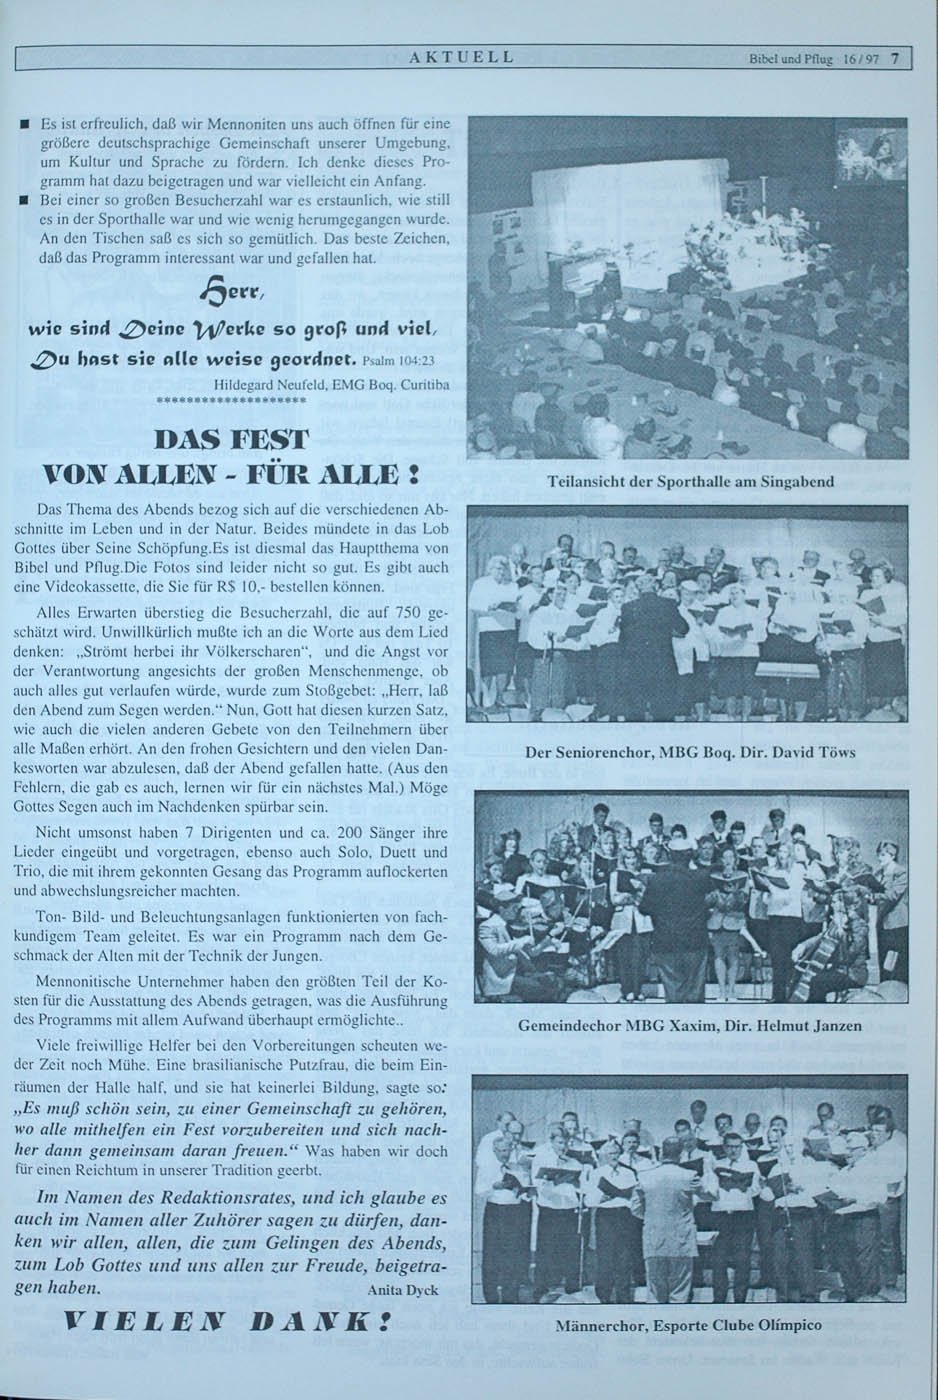 AKTUELL
Bibel und Pflug 16/97 7
■ Es ist erfreulich, daß wir Mennoniten uns auch öffnen für eine
größere deutschsprachige Gemeinschaft unserer Umgebung,
um Kultur und Sprache zu fördern. Ich denke dieses Pro-
gramm hat dazu beigetragen und war vielleicht ein Anfang.
■ Bei einer so großen Besucherzahl war es erstaunlich, wie still
es in der Sporthalle war und wie wenig herumgegangen wurde.
An den Tischen saß es sich so gemütlich. Das beste Zeichen,
daß das Programm interessant war und gefallen hat.
Herr,
wie sind Deine Werke so groß und viel,
Du hast sie alle weise geordnet. Psalm 104:23
Hildegard Neufeld, EMG Boq. Curitiba
********************
DAS FEST
VON ALLEN - FÜR ALLE !
Das Thema des Abends bezog sich auf die verschiedenen Ab-
schnitte im Leben und in der Natur. Beides mündete in das Lob
Gottes über Seine Schöpfung.Es ist diesmal das Hauptthema von
Bibel und Pflug.Die Fotos sind leider nicht so gut. Es gibt auch
eine Videokassette, die Sie für R$ 10,- bestellen können.
Alles Erwarten überstieg die Besucherzahl, die auf 750 ge-
schätzt wird. Unwillkürlich mußte ich an die Worte aus dem Lied
denken: „Strömt herbei ihr Völkerscharen“, und die Angst vor
der Verantwortung angesichts der großen Menschenmenge, ob
auch alles gut verlaufen würde, wurde zum Stoßgebet: „Herr, laß
den Abend zum Segen werden.“ Nun, Gott hat diesen kurzen Satz,
wie auch die vielen anderen Gebete von den Teilnehmern über
alle Maßen erhört. An den frohen Gesichtern und den vielen Dan-
kesworten war abzulesen, daß der Abend gefallen hatte. (Aus den
Fehlern, die gab es auch, lernen wir für ein nächstes Mal.) Möge
Gottes Segen auch im Nachdenken spürbar sein.
Nicht umsonst haben 7 Dirigenten und ca. 200 Sänger ihre
Lieder eingeübt und vorgetragen, ebenso auch Solo, Duett und
Trio, die mit ihrem gekonnten Gesang das Programm auflockerten
und abwechslungsreicher machten.
Ton- Bild- und Beleuchtungsanlagen funktionierten von fach-
kundigem Team geleitet. Es war ein Programm nach dem Ge-
schmack der Alten mit der Technik der Jungen.
Mennonitische Unternehmer haben den größten Teil der Ko-
sten für die Ausstattung des Abends getragen, was die Ausführung
des Programms mit allem Aufwand überhaupt ermöglichte..
Viele freiwillige Helfer bei den Vorbereitungen scheuten we-
der Zeit noch Mühe. Eine brasilianische Putzfrau, die beim Ein-
räumen der Halle half, und sie hat keinerlei Bildung, sagte so:
„Es muß schön sein, zu einer Gemeinschaft zu gehören,
wo alle mithelfen ein Fest vorzubereiten und sich nach-
her dann gemeinsam daran freuen.“ Was haben wir doch
für einen Reichtum in unserer Tradition geerbt.
Im Namen des Redaktionsrates, und ich glaube es
auch im Namen aller Zuhörer sagen zu dürfen, dan-
ken wir allen, allen, die zum Gelingen des Abends,
zum Lob Gottes und uns allen zur Freude, beigetra-
gen haben. Anita Dyck
VIELEN DANK!
Teilansicht der Sporthalle am Singabend
Der Seniorenchor, MBG Boq. Dir. David Töws
Gemeindechor MBG Xaxim, Dir. Helmut Janzen
Männerchor, Esporte Clube Olímpico